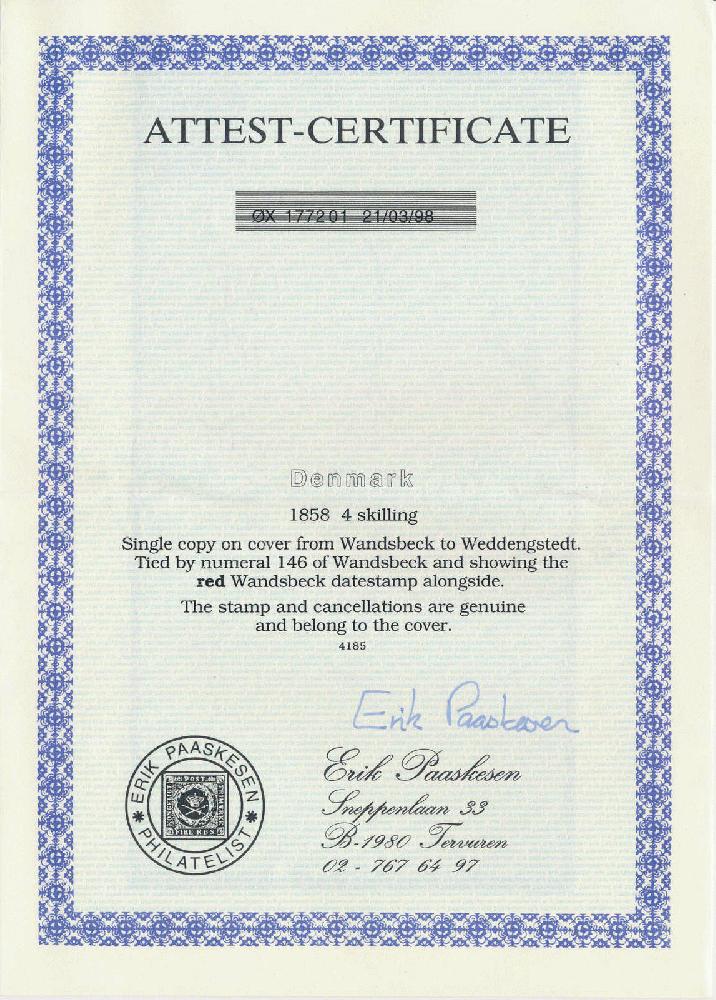 ATTEST-CERTIFICATE
ØX 177201 21/03/98
Denmark
1858 4 skilling
Single copy on cover from Wandsbeck to Weddengstedt.
Tied by numeral 146 of Wandsbeck and showing the
red Wandsbeck datestamp alongside.
The stamp and cancellations are genuine
and belong to the cover.
4185
Erik Paaskesen
Erik Paaskesen
Sneppenlaan 33
B-1980 Tervuren
02 - 767 64 97
* ERIK PAASKESEN *
PHILATELIST